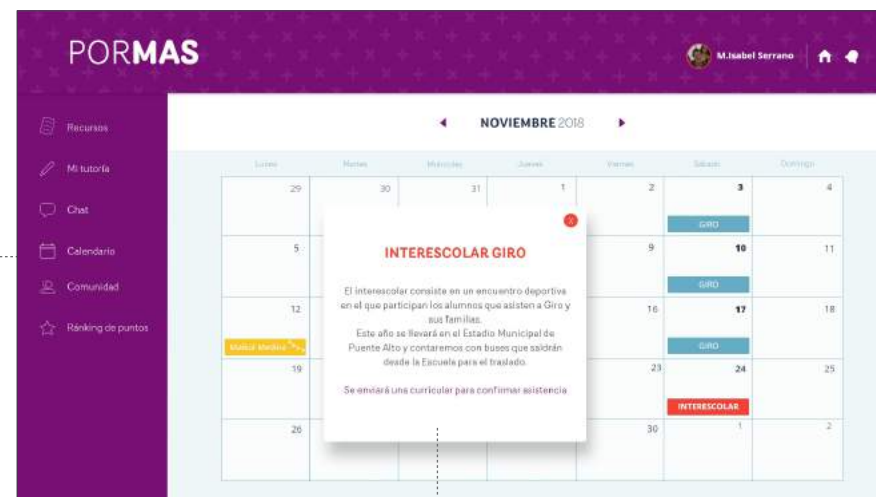 PORMAS
M.Isabel Serrano
Recursos
Mi tutoría
Chat
Calendario
Comunidad
Ránking de puntos
NOVIEMBRE 2018
Lunes Martes Miércoles Jueves Viernes Sábado Domingo
29 30 31 1 2 3 4
GIRO
5 9 10 11
GIRO
12 16 17 18
GIRO
19 23 24 25
INTERESCOLAR
26 30 1 2
X
INTERESCOLAR GIRO
El interescolar consiste en un encuentro deportivo
en el que participan los alumnos que asisten a Giro y
sus familias.
Este año se llevará en el Estadio Municipal de
Puente Alto y contaremos con buses que saldrán
desde la Escuela para el traslado.
Se enviará una curricular para confirmar asistencia